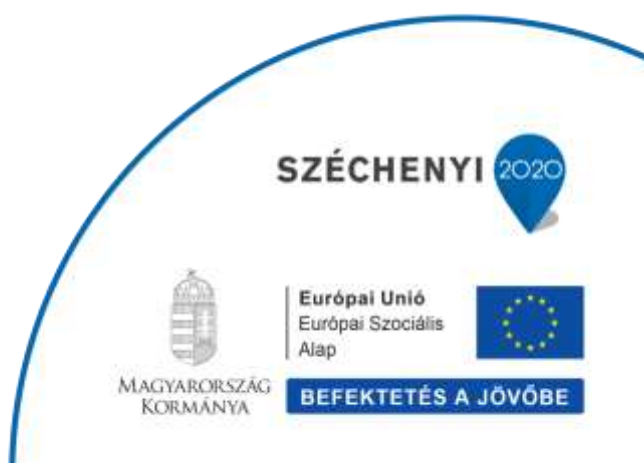 SZÉCHENYI 2020
Európai Unió
Európai Szociális
Alap
MAGYARORSZÁG
KORMÁNYA
BEFEKTETÉS A JÖVŐBE